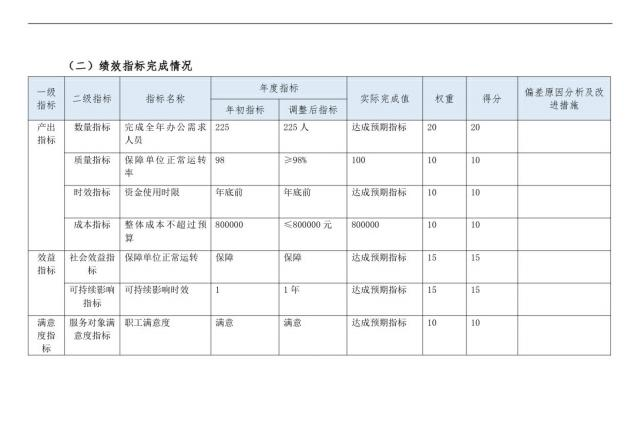 （二）绩效指标完成情况
一级指标 二级指标 指标名称 年度指标 实际完成值 权重 得分 偏差原因分析及改进措施
年初指标 调整后指标
产出指标 数量指标 完成全年办公需求人员 225 225 人 达成预期指标 20 20
质量指标 保障单位正常运转率 98 ≥98% 100 10 10
时效指标 资金使用时限 年底前 年底前 达成预期指标 10 10
成本指标 整体成本不超过预算 800000 ≤800000 元 800000 10 10
效益指标 社会效益指标 保障单位正常运转 保障 保障 达成预期指标 15 15
可持续影响指标 可持续影响时效 1 1 年 达成预期指标 15 15
满意度指标 服务对象满意度指标 职工满意度 满意 满意 达成预期指标 10 10